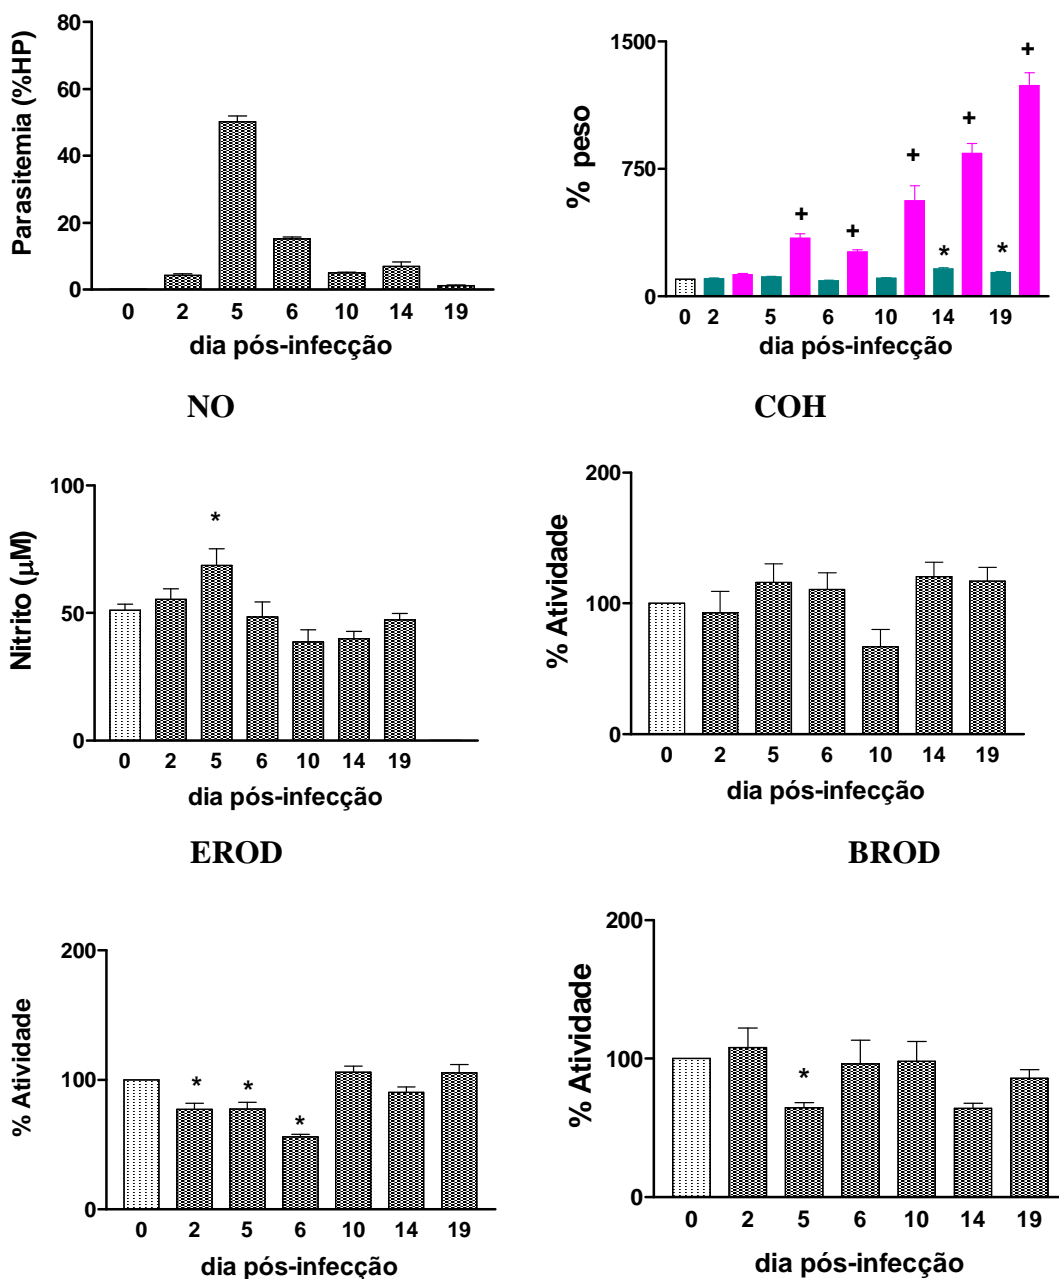 80
60
40
20
0
Parasitemia (%HP)
0 2 5 6 10 14 19
dia pós-infecção
1500
750
0
% peso
+ + + + + * *
0 2 5 6 10 14 19
dia pós-infecção
NO
COH
100
50
0
Nitrito (μM)
*
0 2 5 6 10 14 19
dia pós-infecção
200
100
0
% Atividade
0 2 5 6 10 14 19
dia pós-infecção
EROD
BROD
200
100
0
% Atividade
* * *
0 2 5 6 10 14 19
dia pós-infecção
200
100
0
% Atividade
*
0 2 5 6 10 14 19
dia pós-infecção